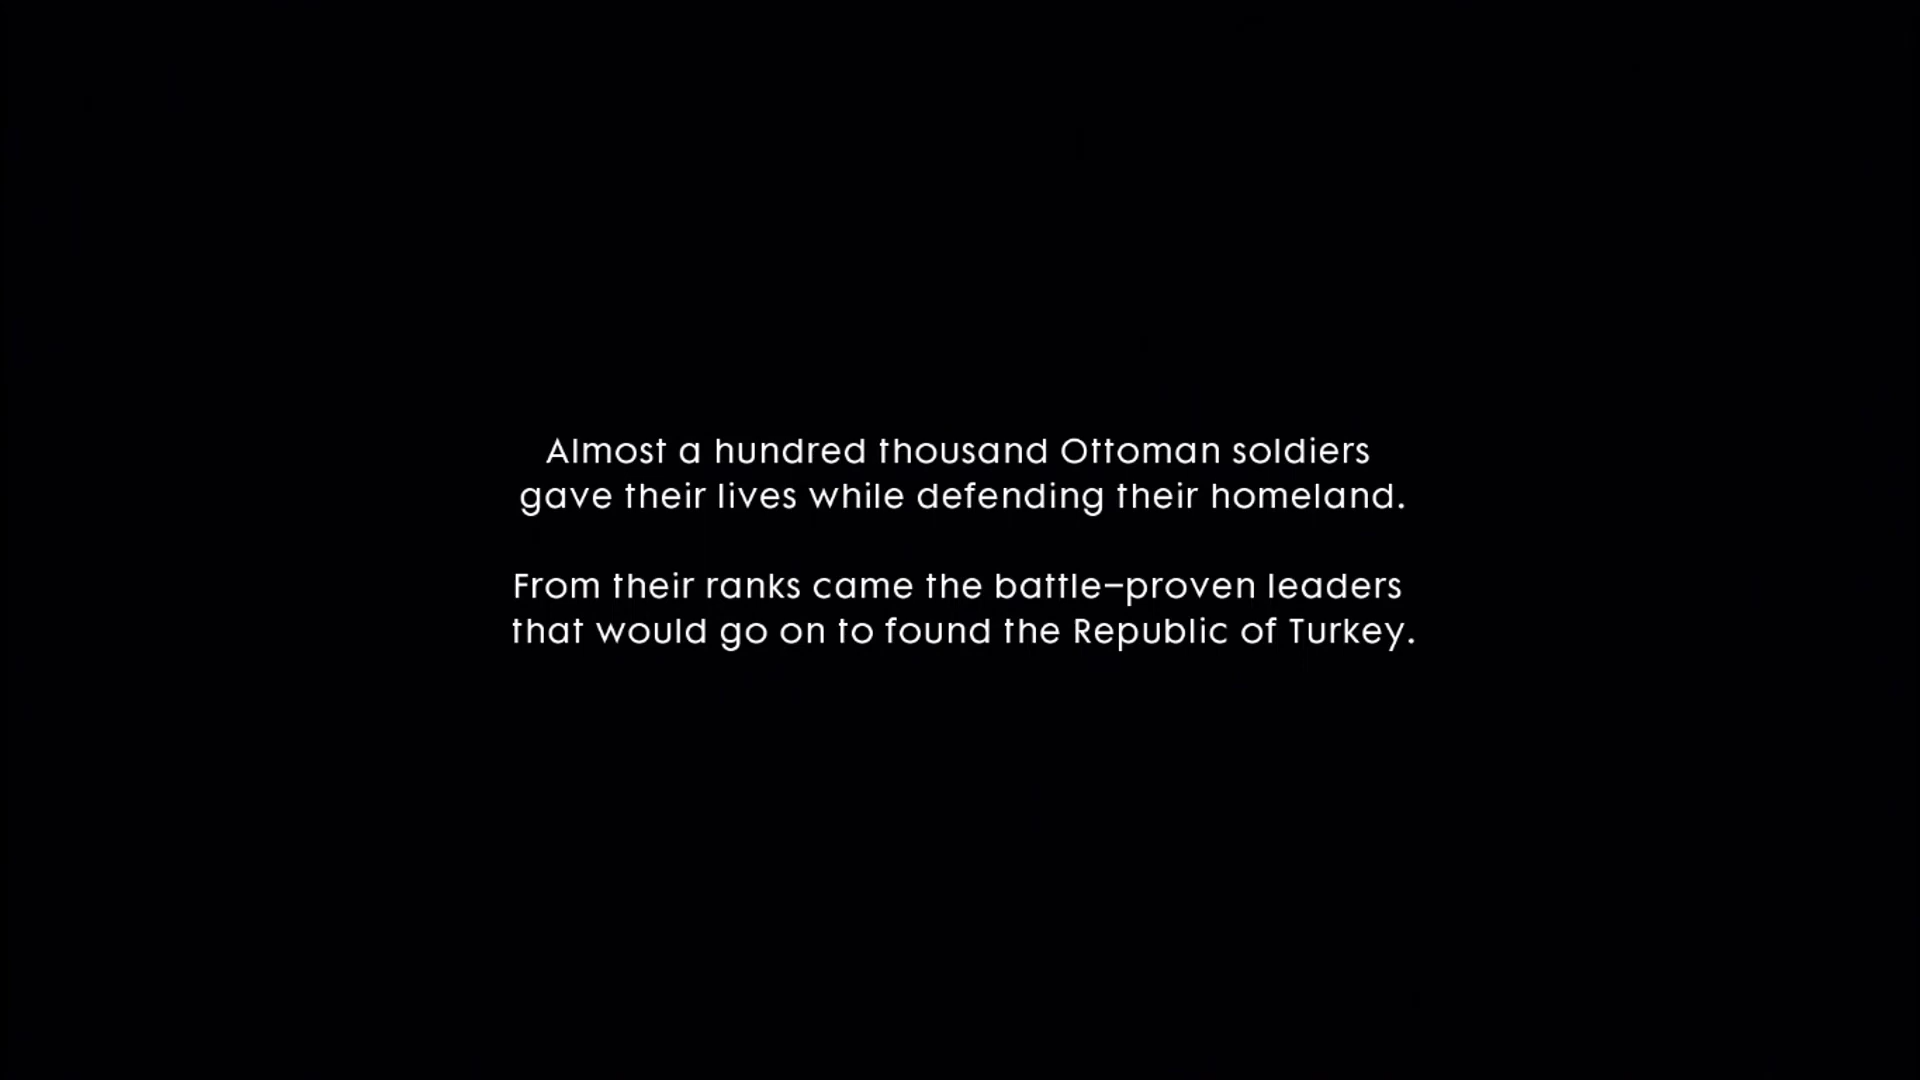 Almost a hundred thousand Ottoman soldiers
gave their lives while defending their homeland.
From their ranks came the battle–proven leaders
that would go on to found the Republic of Turkey.